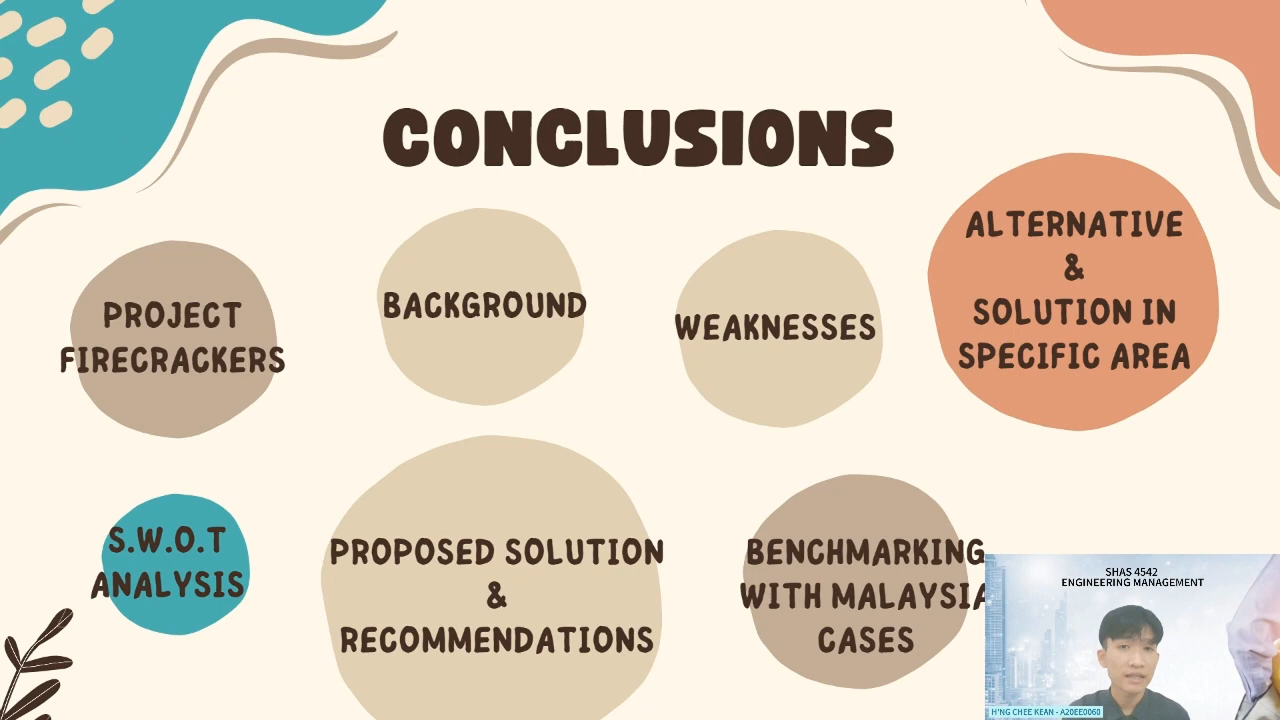 CONCLUSIONS
PROJECT
FIRECRACKERS
BACKGROUND
WEAKNESSES
ALTERNATIVE
&
SOLUTION IN
SPECIFIC AREA
S.W.O.T
ANALYSIS
PROPOSED SOLUTION
&
RECOMMENDATIONS
BENCHMARKING
WITH MALAYSIA
CASES
SHAS 4542
ENGINEERING MANAGEMENT
H'NG CHEE KEAN - A20EE0060